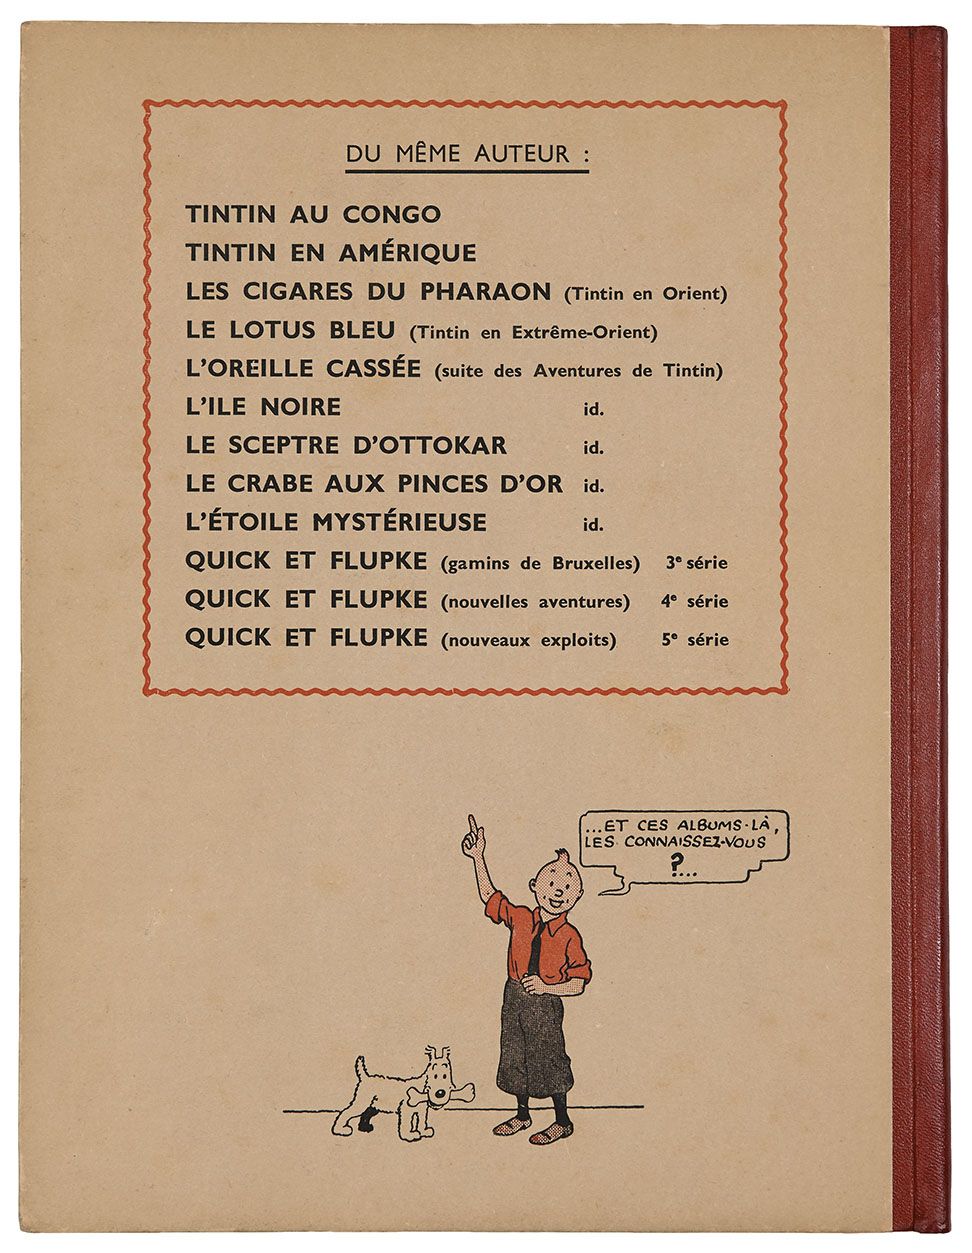 DU MÊME AUTEUR :
TINTIN AU CONGO
TINTIN EN AMÉRIQUE
LES CIGARES DU PHARAON (Tintin en Orient)
LE LOTUS BLEU (Tintin en Extrême-Orient)
L'OREILLE CASSÉE (suite des Aventures de Tintin)
L'ILE NOIRE id.
LE SCEPTRE D'OTTOKAR id.
LE CRABE AUX PINCES D'OR id.
L'ÉTOILE MYSTÉRIEUSE id.
QUICK ET FLUPKE (gamins de Bruxelles) 3e série
QUICK ET FLUPKE (nouvelles aventures) 4e série
QUICK ET FLUPKE (nouveaux exploits) 5e série
...ET CES ALBUMS-LÀ,
LES CONNAISSEZ-VOUS
?...